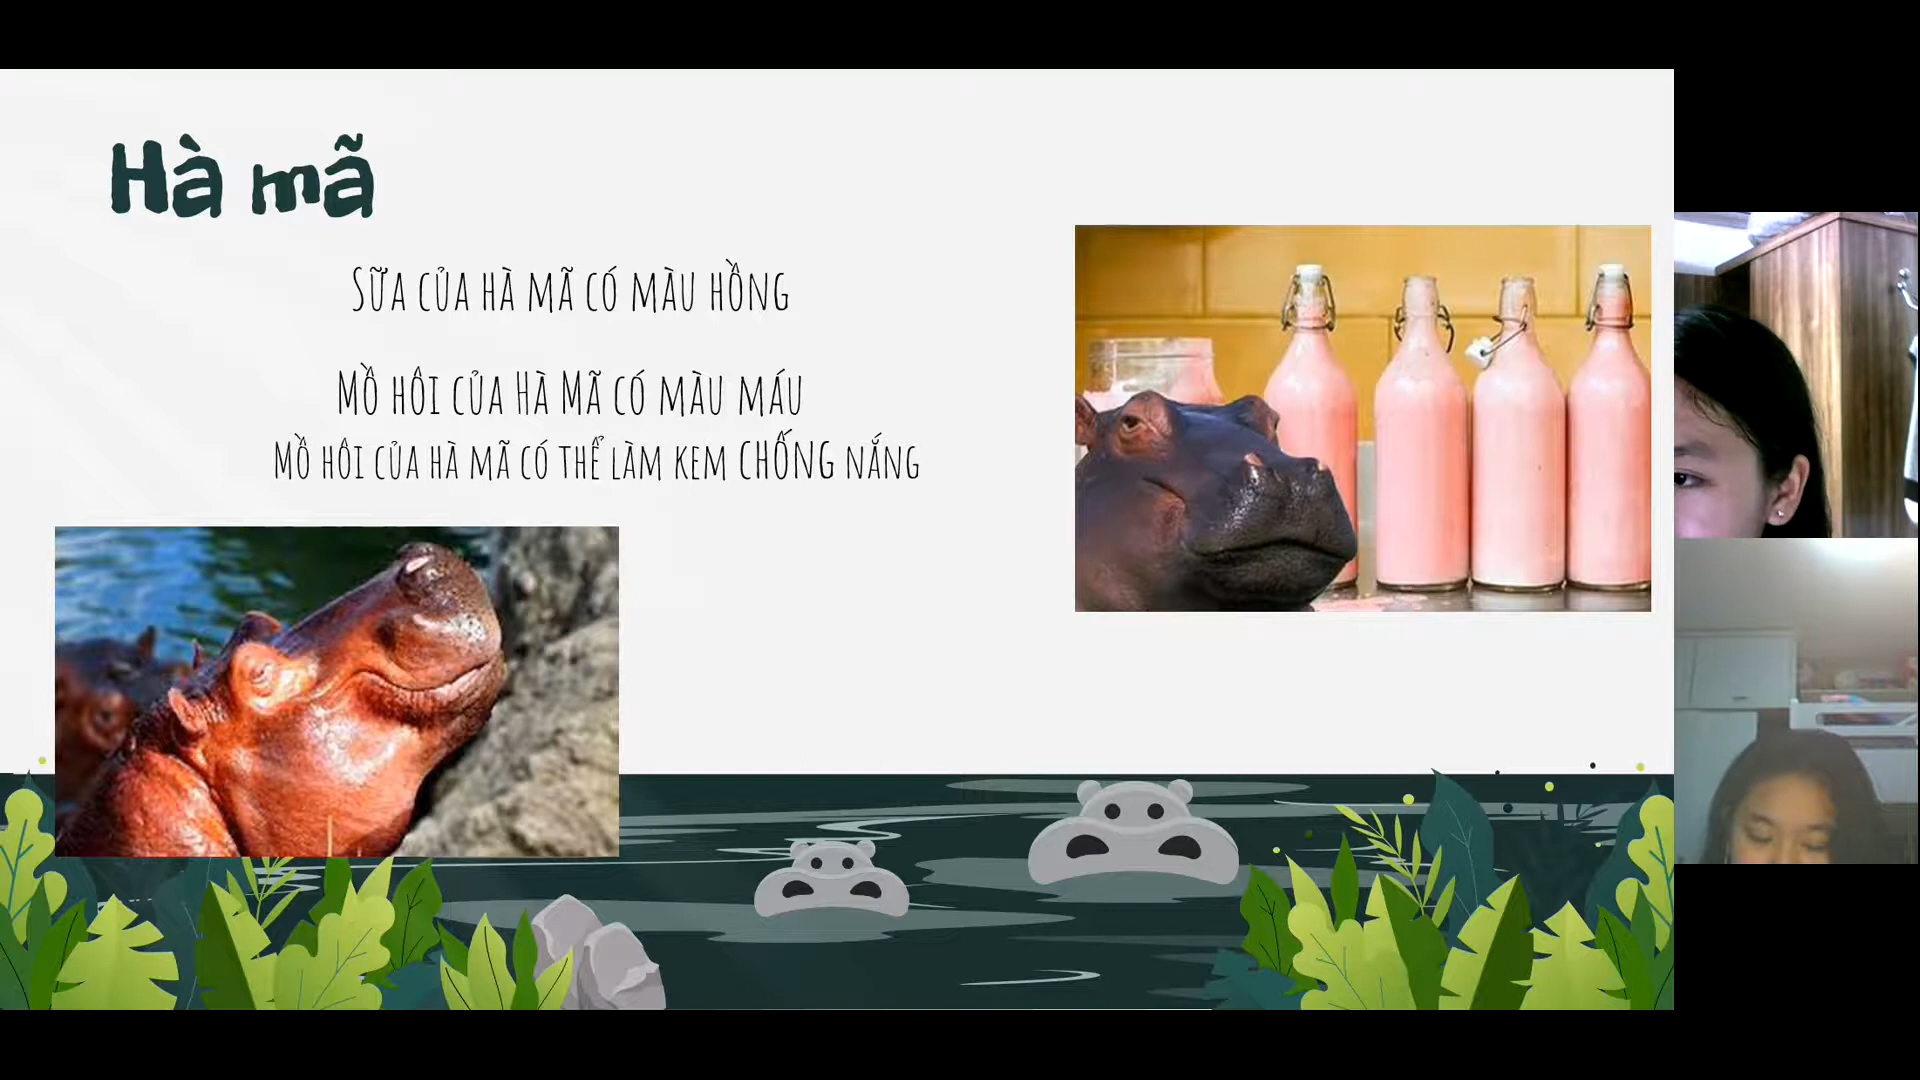 Hà mã
Sữa của hà mã có màu hồng
Mồ hôi của Hà Mã có màu máu
Mồ hôi của hà mã có thể làm kem CHỐNG nắng